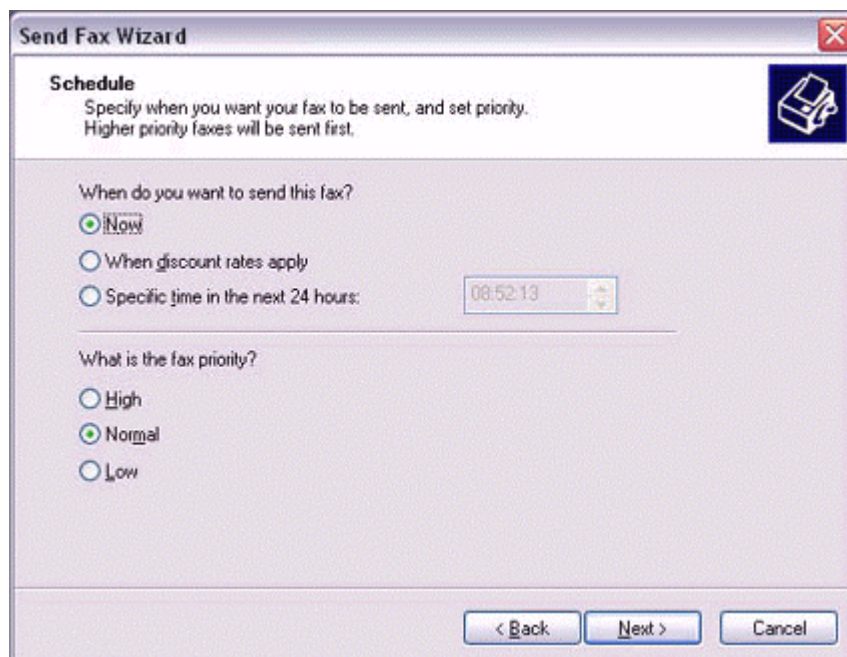 Send Fax Wizard
Schedule
Specify when you want your fax to be sent, and set priority.
Higher priority faxes will be sent first.
When do you want to send this fax?
Now
When discount rates apply
Specific time in the next 24 hours: 08:52:13
What is the fax priority?
High
Normal
Low
< Back Next > Cancel